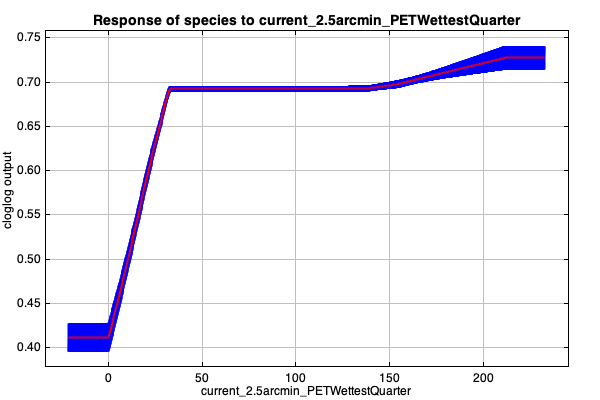 Response of species to current_2.5arcmin_PETWettestQuarter
0.75
0.70
0.65
0.60
0.55
0.50
0.45
0.40
cloglog output
0 50 100 150 200
current_2.5arcmin_PETWettestQuarter